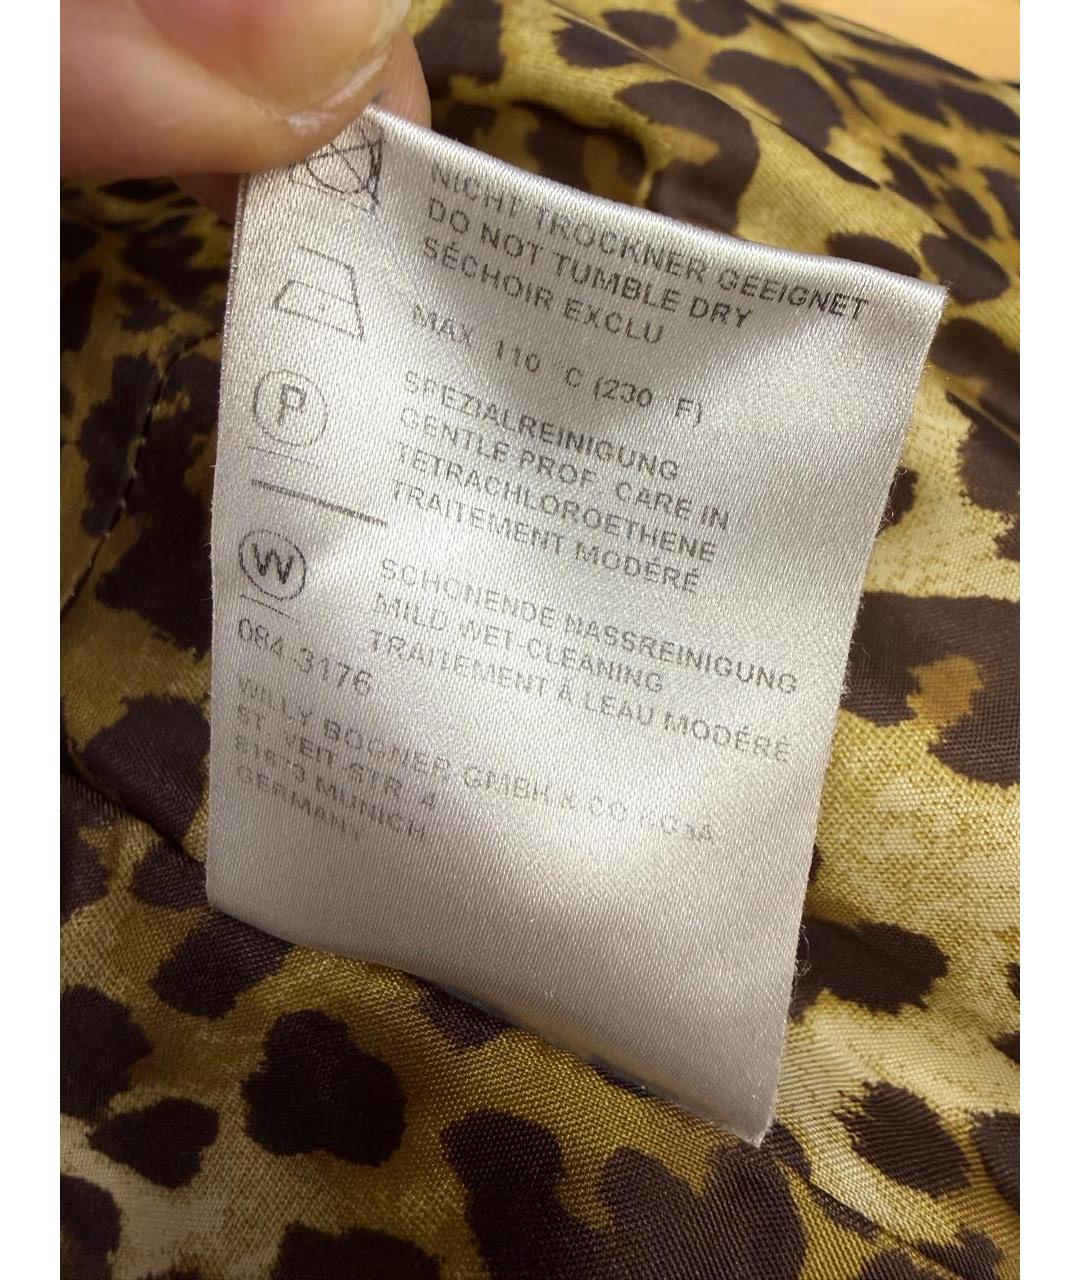 NICHT TROCKNER GEEIGNET
DO NOT TUMBLE DRY
SÉCHOIR EXCLU
MAX. 110 °C (230 °F)
P
SPEZIALREINIGUNG
GENTLE PROF. CARE IN
TETRACHLOROETHENE
TRAITEMENT MODÉRÉ
W
SCHONENDE NASSREINIGUNG
MILD WET-CLEANING
TRAITEMENT À L'EAU MODÉRÉ
084 3176
WILLY BOGNER GMBH & CO KGAA
ST. VEIT STR. 4
81673 MUNICH
GERMANY